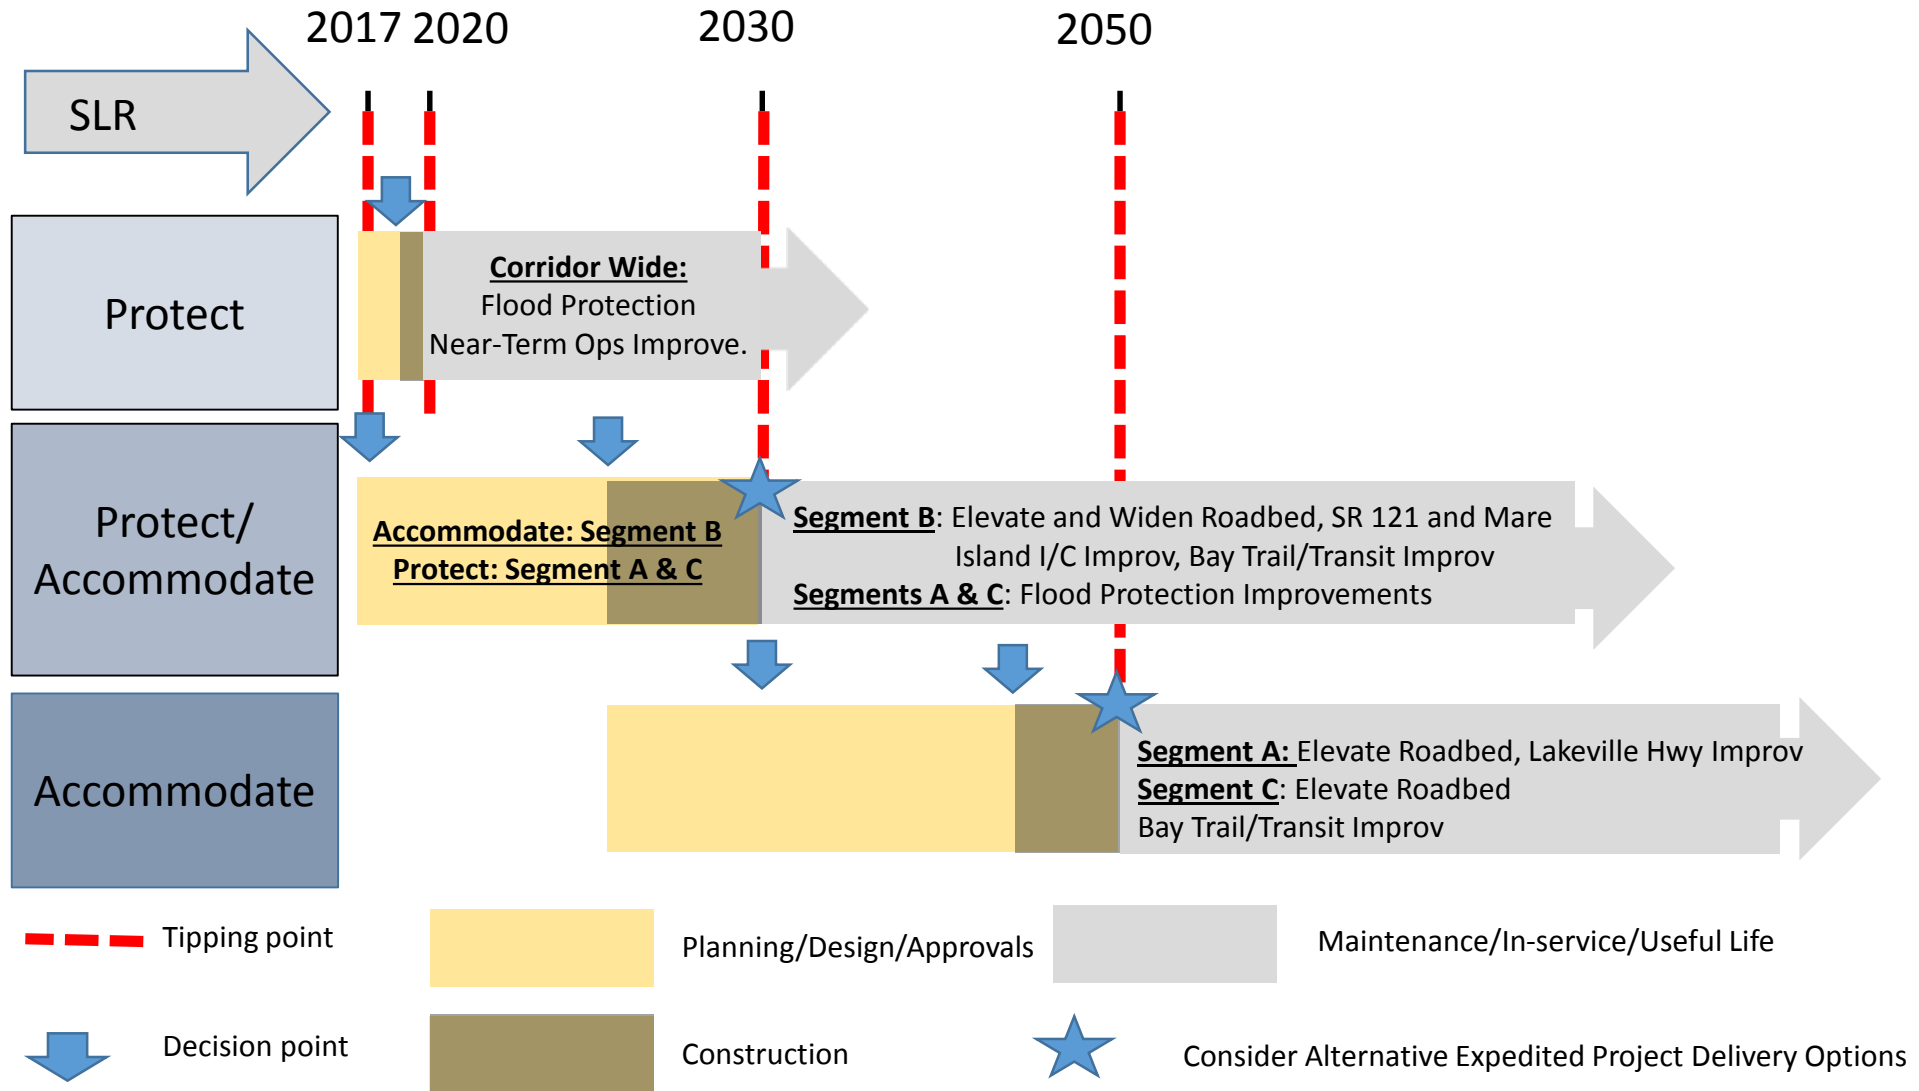 2017 2020 2030 2050
SLR
Protect
Corridor Wide:
Flood Protection
Near-Term Ops Improve.
Protect/
Accommodate
Accommodate: Segment B
Protect: Segment A & C
Segment B: Elevate and Widen Roadbed, SR 121 and Mare
Island I/C Improv, Bay Trail/Transit Improv
Segments A & C: Flood Protection Improvements
Accommodate
Segment A: Elevate Roadbed, Lakeville Hwy Improv
Segment C: Elevate Roadbed
Bay Trail/Transit Improv
Tipping point
Planning/Design/Approvals
Maintenance/In-service/Useful Life
Decision point
Construction
Consider Alternative Expedited Project Delivery Options